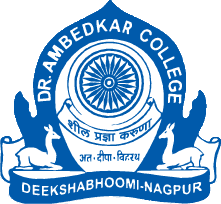 DR. AMBEDKAR COLLEGE
शील प्रज्ञा करुणा
अत्त-दीपा-विहरथ
DEEKSHABHOOMI-NAGPUR